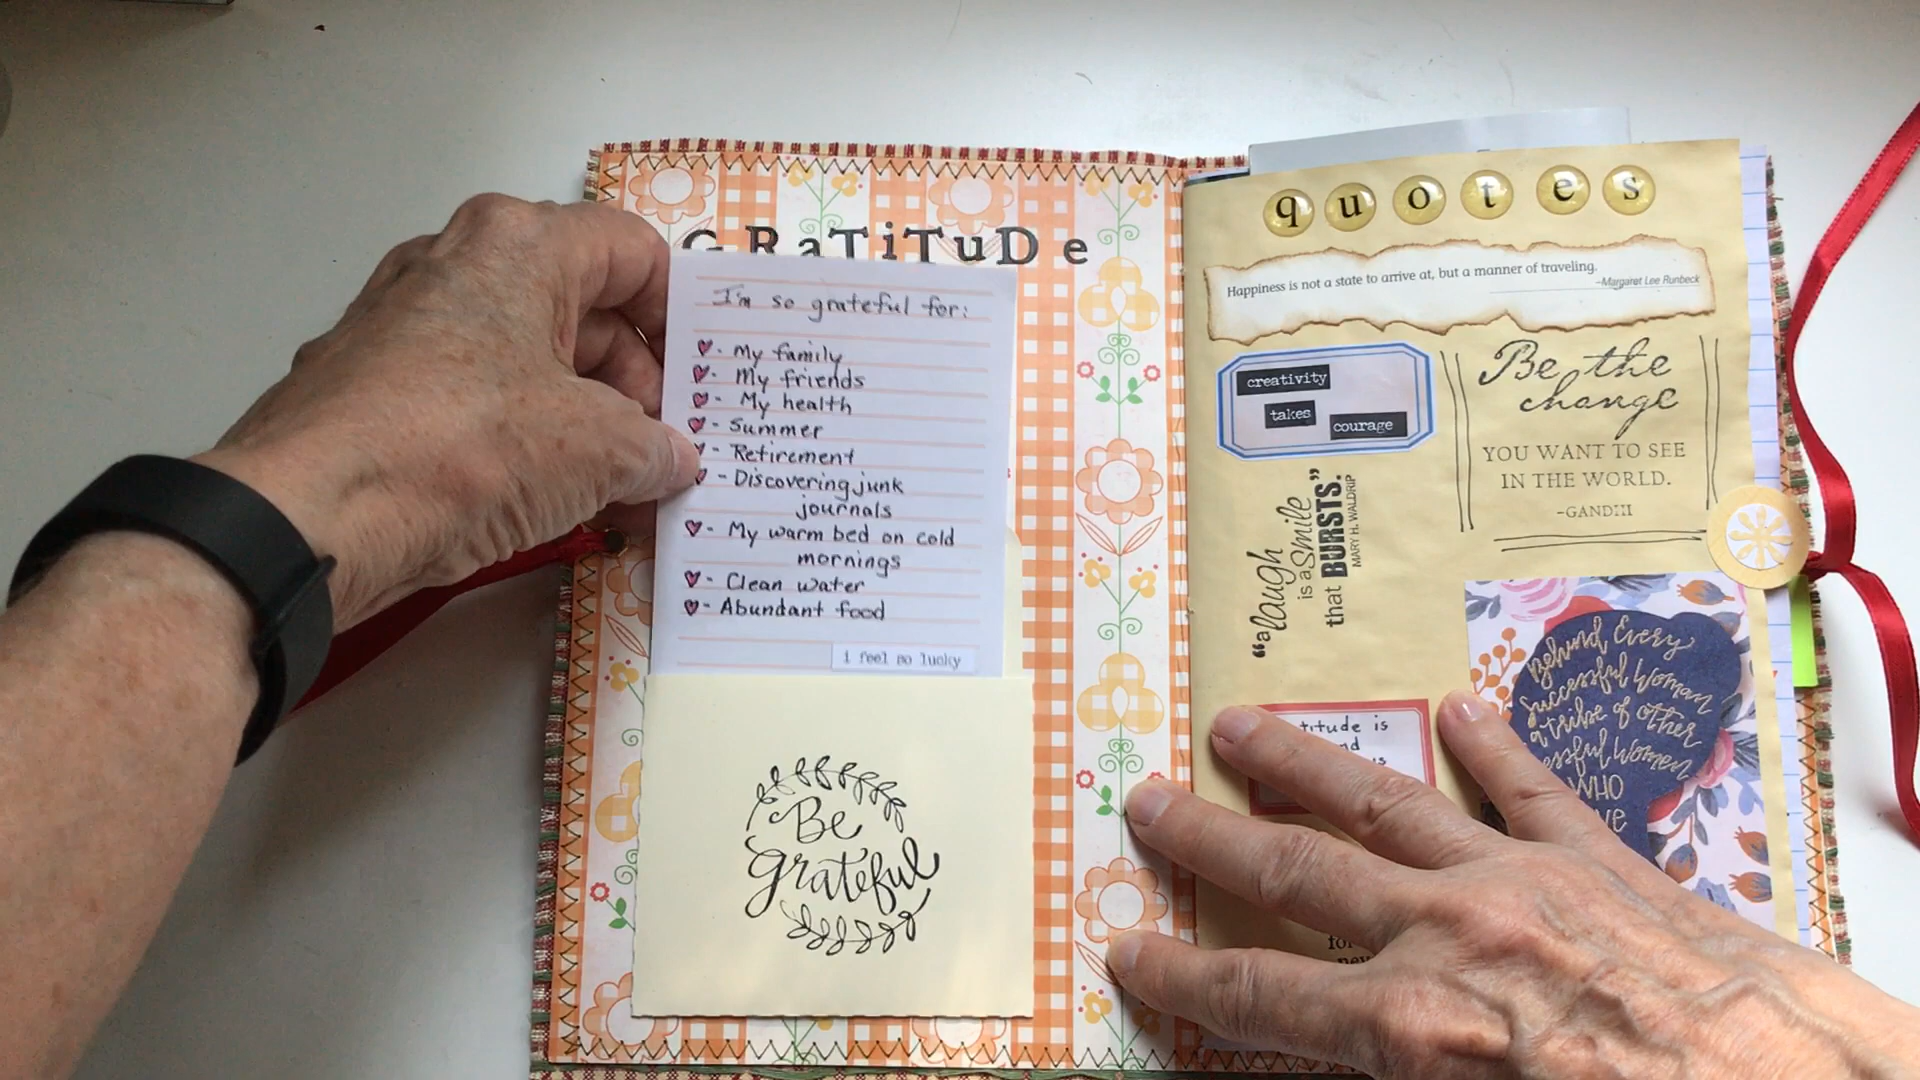 GRaTiTuDe
I'm so grateful for:
- My family
- My friends
- My health
- Summer
- Retirement
- Discovering junk
journals
- My warm bed on cold
mornings
- Clean water
- Abundant food
i feel so lucky
Be
grateful
quotes
Happiness is not a state to arrive at, but a manner of traveling.
–Margaret Lee Runbeck
creativity
takes
courage
Be the
change
YOU WANT TO SEE
IN THE WORLD.
-GANDHI
"a laugh
is a Smile
that BURSTS."
MARY H. WALDRIP
is
Behind Every
Successful Woman
a tribe of other
Women
WHO